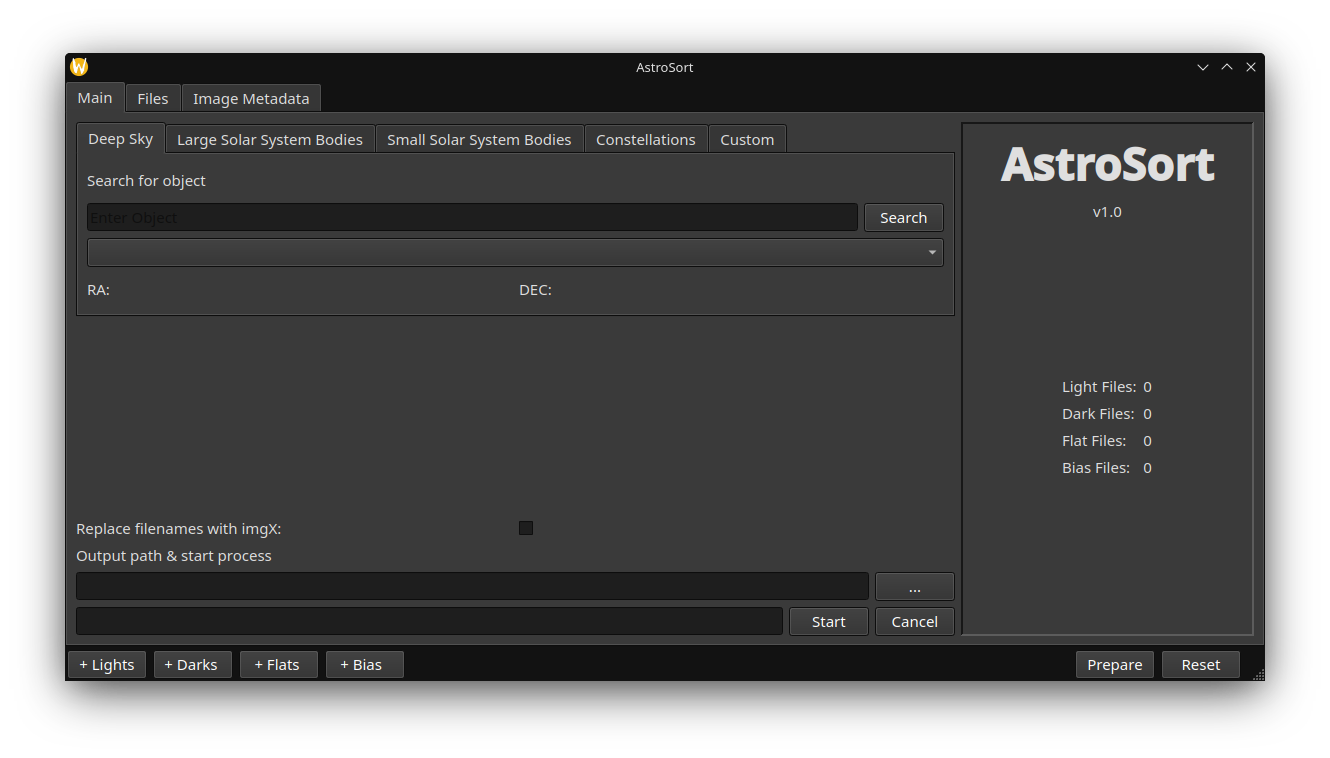 AstroSort
Main Files Image Metadata
Deep Sky Large Solar System Bodies Small Solar System Bodies Constellations Custom
Search for object
Enter Object Search
RA: DEC:
Replace filenames with imgX:
Output path & start process
...
Start Cancel
AstroSort
v1.0
Light Files: 0
Dark Files: 0
Flat Files: 0
Bias Files: 0
+ Lights + Darks + Flats + Bias Prepare Reset